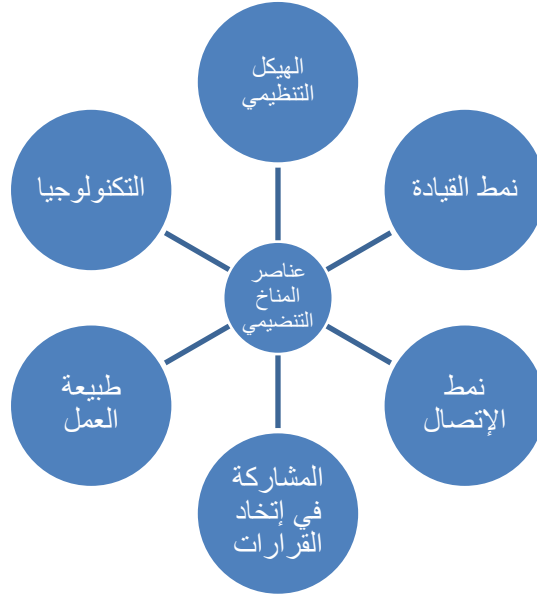 الهيكل
التنظيمي
نمط القيادة
نمط
الإتصال
المشاركة
في إتخاد
القرارات
طبيعة
العمل
التكنولوجيا
عناصر
المناخ
التنضيمي